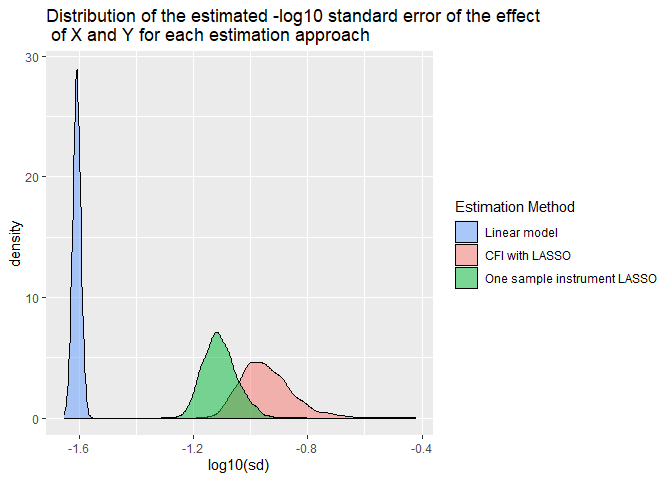 Distribution of the estimated -log10 standard error of the effect
of X and Y for each estimation approach
30
20
10
0
density
-1.6
-1.2
-0.8
-0.4
log10(sd)
Estimation Method
Linear model
CFI with LASSO
One sample instrument LASSO